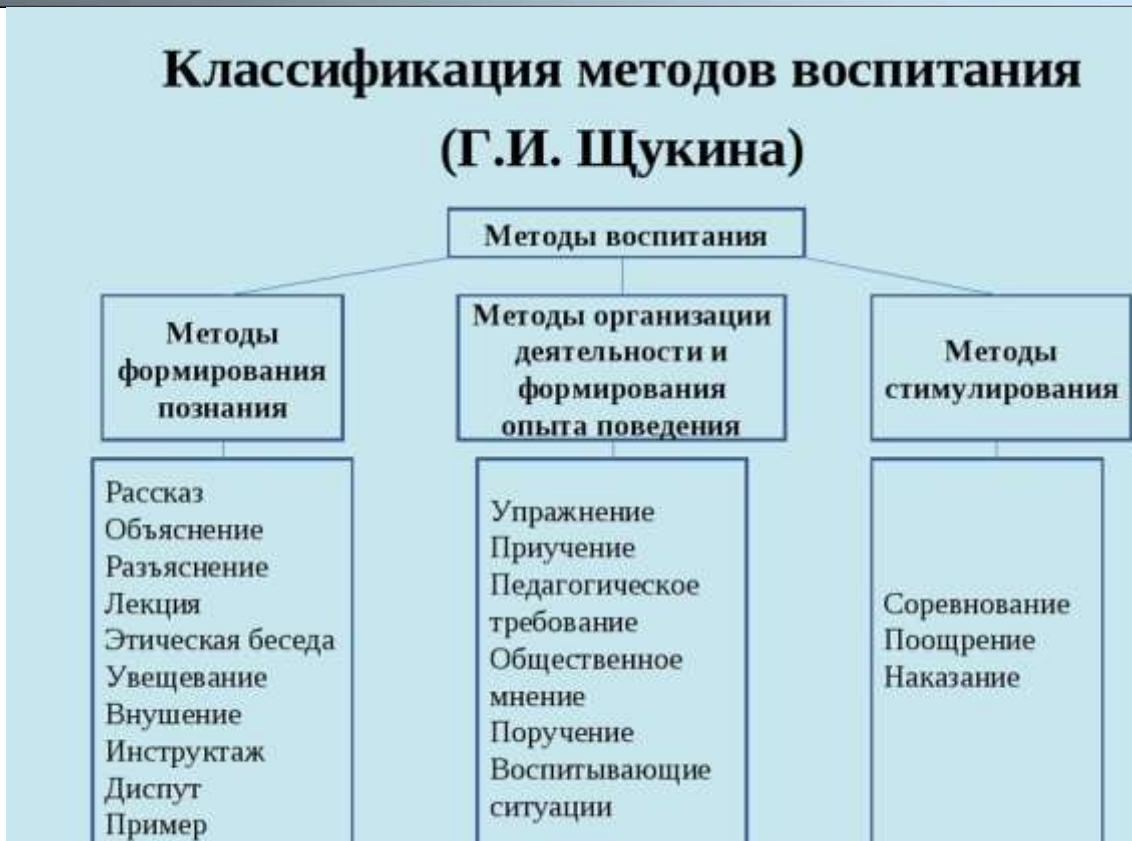 Классификация методов воспитания
(Г.И. Щукина)
Методы воспитания
Методы
формирования
познания
Методы организации
деятельности и
формирования
опыта поведения
Методы
стимулирования
Рассказ
Объяснение
Разъяснение
Лекция
Этическая беседа
Увещевание
Внушение
Инструктаж
Диспут
Пример
Упражнение
Приучение
Педагогическое
требование
Общественное
мнение
Поручение
Воспитывающие
ситуации
Соревнование
Поощрение
Наказание